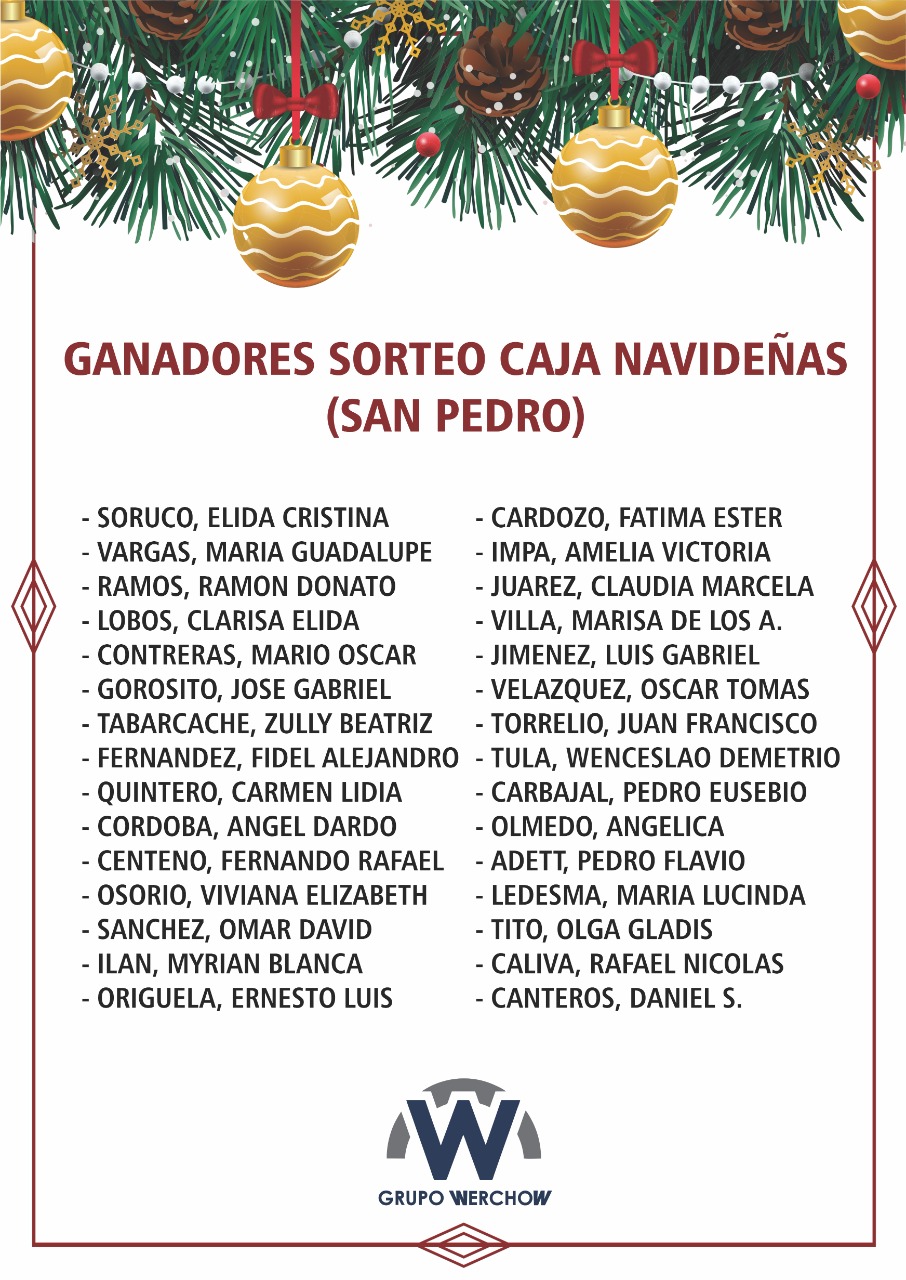 GANADORES SORTEO CAJA NAVIDEÑAS
(SAN PEDRO)
- SORUCO, ELIDA CRISTINA
- VARGAS, MARIA GUADALUPE
- RAMOS, RAMON DONATO
- LOBOS, CLARISA ELIDA
- CONTRERAS, MARIO OSCAR
- GOROSITO, JOSE GABRIEL
- TABARCACHE, ZULLY BEATRIZ
- FERNANDEZ, FIDEL ALEJANDRO
- QUINTERO, CARMEN LIDIA
- CORDOBA, ANGEL DARDO
- CENTENO, FERNANDO RAFAEL
- OSORIO, VIVIANA ELIZABETH
- SANCHEZ, OMAR DAVID
- ILAN, MYRIAN BLANCA
- ORIGUELA, ERNESTO LUIS
- CARDOZO, FATIMA ESTER
- IMPA, AMELIA VICTORIA
- JUAREZ, CLAUDIA MARCELA
- VILLA, MARISA DE LOS A.
- JIMENEZ, LUIS GABRIEL
- VELAZQUEZ, OSCAR TOMAS
- TORRELIO, JUAN FRANCISCO
- TULA, WENCESLAO DEMETRIO
- CARBAJAL, PEDRO EUSEBIO
- OLMEDO, ANGELICA
- ADETT, PEDRO FLAVIO
- LEDESMA, MARIA LUCINDA
- TITO, OLGA GLADIS
- CALIVA, RAFAEL NICOLAS
- CANTEROS, DANIEL S.
W
GRUPO WERCHOW